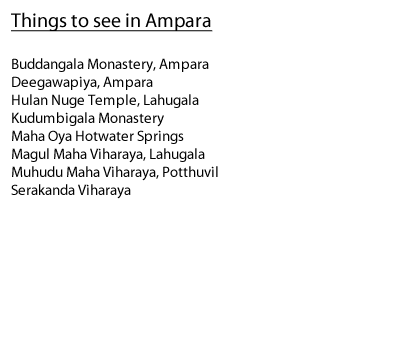 Things to see in Ampara
Buddangala Monastery, Ampara
Deegawapiya, Ampara
Hulan Nuge Temple, Lahugala
Kudumbigala Monastery
Maha Oya Hotwater Springs
Magul Maha Viharaya, Lahugala
Muhudu Maha Viharaya, Potthuvil
Serakanda Viharaya